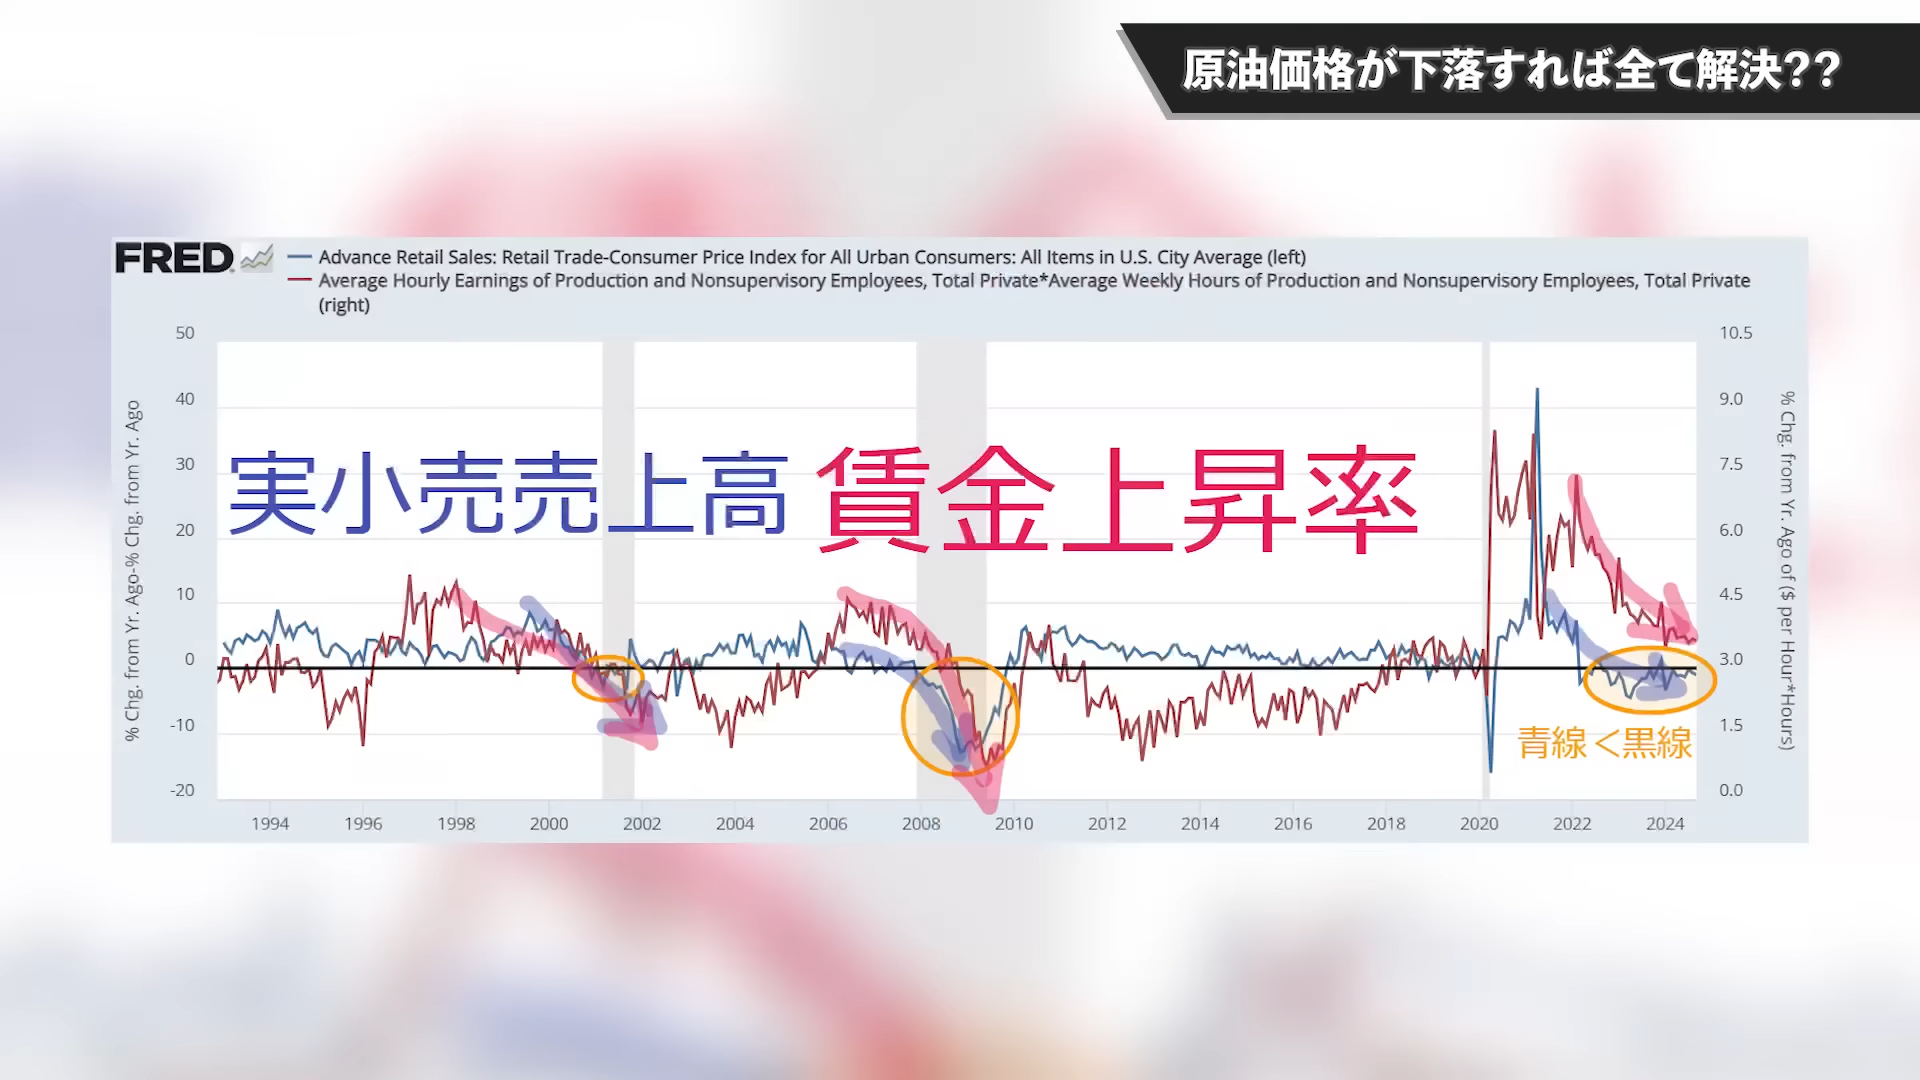 原油価格が下落すれば全て解決??
FRED
Advance Retail Sales: Retail Trade-Consumer Price Index for All Urban Consumers: All Items in U.S. City Average (left)
Average Hourly Earnings of Production and Nonsupervisory Employees, Total Private*Average Weekly Hours of Production and Nonsupervisory Employees, Total Private
(right)
% Chg. from Yr. Ago-% Chg. from Yr. Ago
50
40
30
20
10
0
-10
-20
実小売売上高
賃金上昇率
青線＜黒線
10.5
9.0
7.5
6.0
4.5
3.0
1.5
0.0
% Chg. from Yr. Ago of ($ per Hour*Hours)
1994 1996 1998 2000 2002 2004 2006 2008 2010 2012 2014 2016 2018 2020 2022 2024